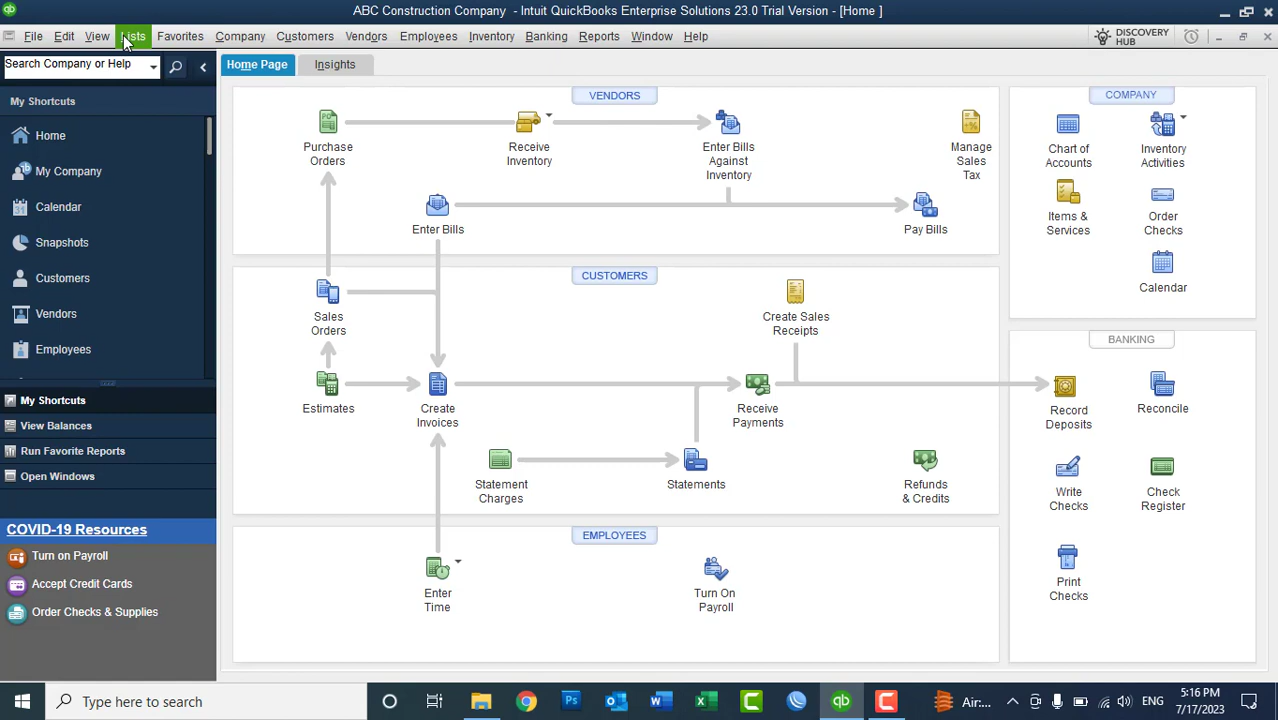 ABC Construction Company - Intuit QuickBooks Enterprise Solutions 23.0 Trial Version - [Home ]
File Edit View Lists Favorites Company Customers Vendors Employees Inventory Banking Reports Window Help
DISCOVERY
HUB
Search Company or Help
Home Page Insights
My Shortcuts
Home
My Company
Calendar
Snapshots
Customers
Vendors
Employees
My Shortcuts
View Balances
Run Favorite Reports
Open Windows
COVID-19 Resources
Turn on Payroll
Accept Credit Cards
Order Checks & Supplies
VENDORS
Purchase
Orders
Receive
Inventory
Enter Bills
Against
Inventory
Manage
Sales
Tax
Enter Bills
Pay Bills
CUSTOMERS
Sales
Orders
Create Sales
Receipts
Estimates
Create
Invoices
Receive
Payments
Statement
Charges
Statements
Refunds
& Credits
EMPLOYEES
Enter
Time
Turn On
Payroll
COMPANY
Chart of
Accounts
Inventory
Activities
Items &
Services
Order
Checks
Calendar
BANKING
Record
Deposits
Reconcile
Write
Checks
Check
Register
Print
Checks
Type here to search
Air:...
ENG
5:16 PM
7/17/2023